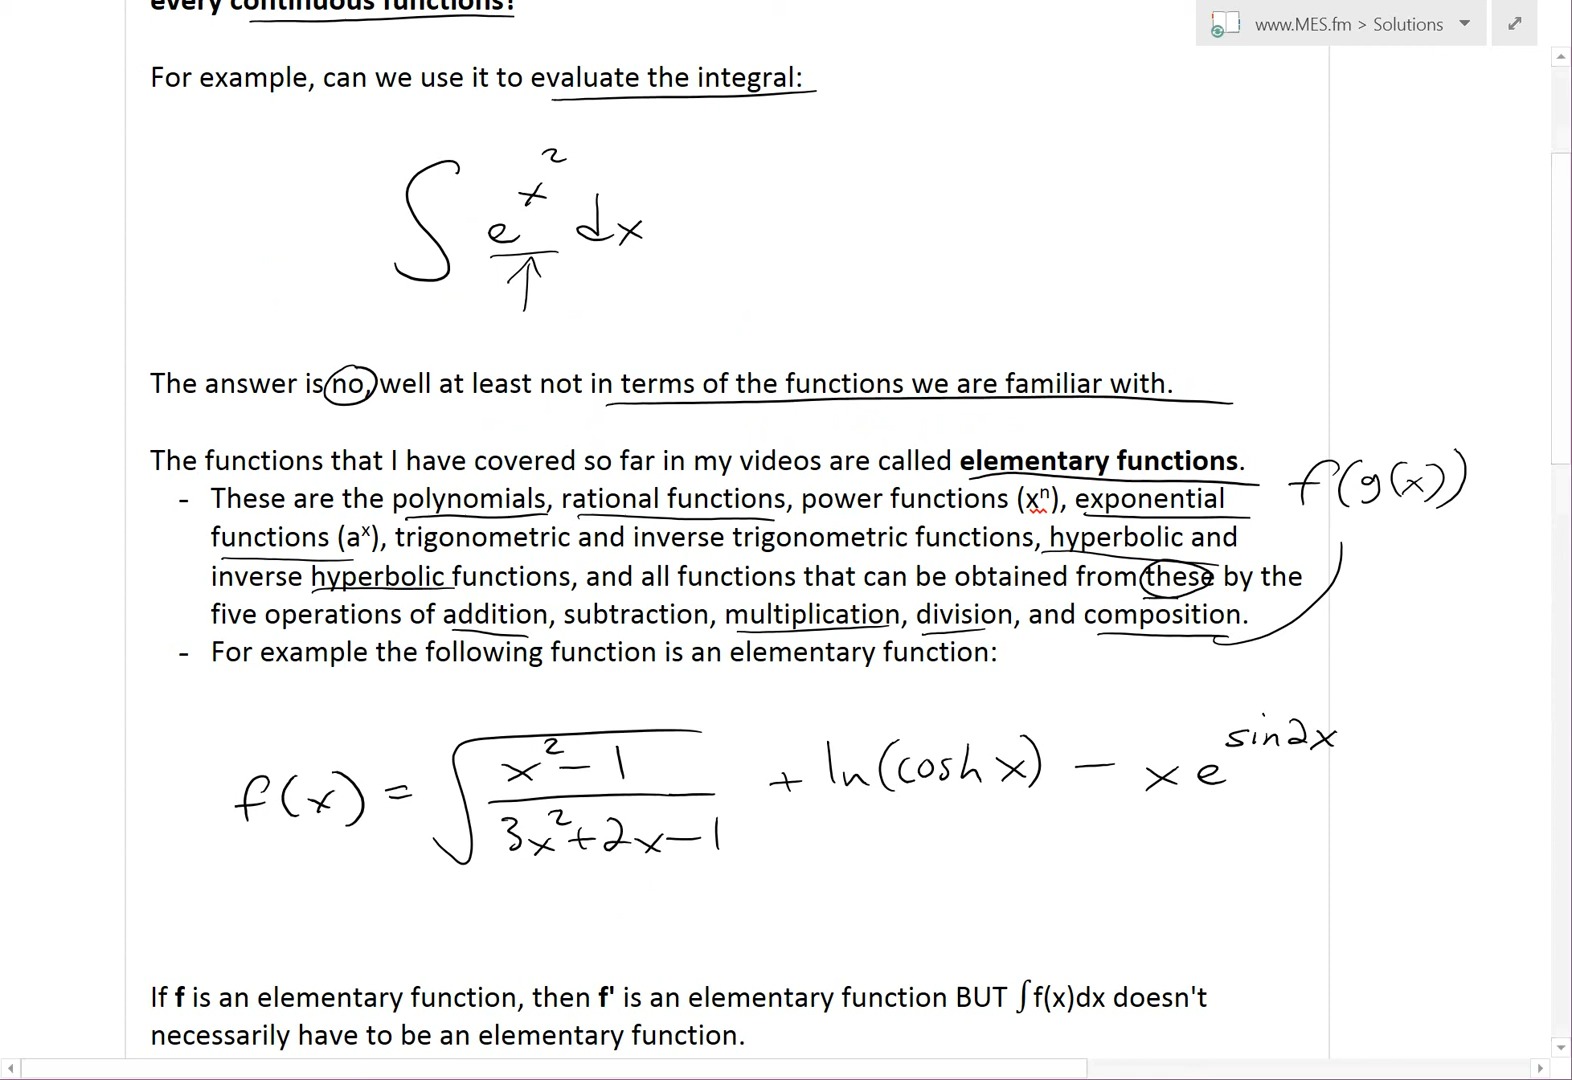 every continuous functions?
www.MES.fm > Solutions
For example, can we use it to evaluate the integral:
∫ e^x^2 dx
The answer is no, well at least not in terms of the functions we are familiar with.
The functions that I have covered so far in my videos are called elementary functions.
f(g(x))
- These are the polynomials, rational functions, power functions (xⁿ), exponential
functions (aˣ), trigonometric and inverse trigonometric functions, hyperbolic and
inverse hyperbolic functions, and all functions that can be obtained from these by the
five operations of addition, subtraction, multiplication, division, and composition.
- For example the following function is an elementary function:
f(x) = √((x²-1)/(3x²+2x-1)) + ln(cosh x) - xe^sin2x
If f is an elementary function, then f' is an elementary function BUT ∫f(x)dx doesn't
necessarily have to be an elementary function.